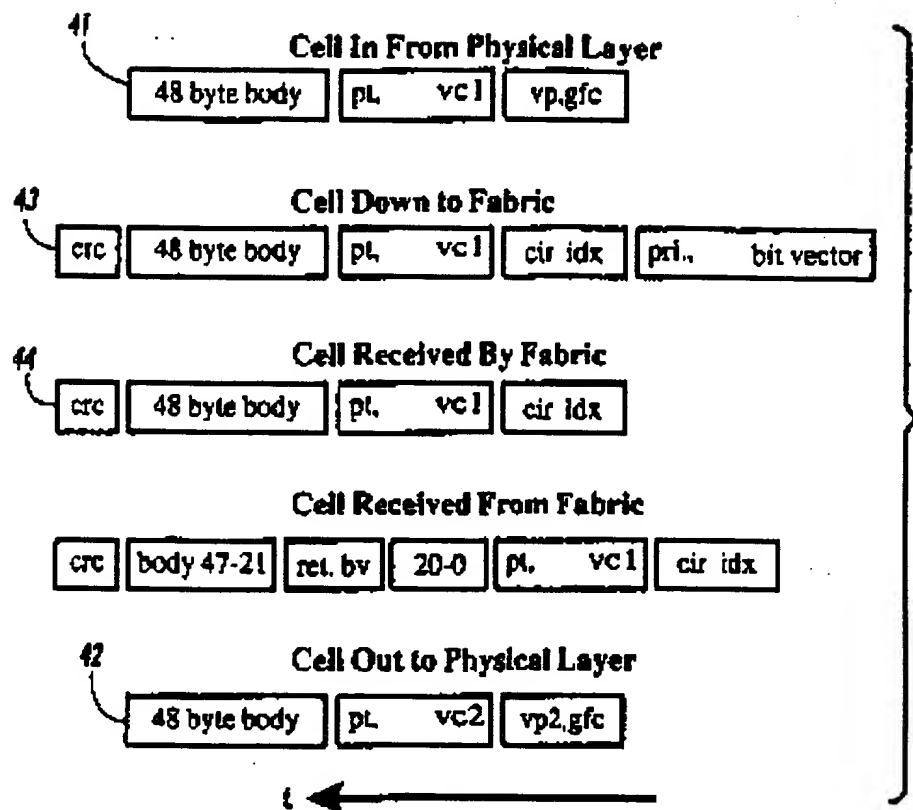 41
Cell In From Physical Layer
48 byte body pt, vc1 vp,gfc
43
Cell Down to Fabric
crc 48 byte body pt, vc1 cir idx pri., bit vector
44
Cell Received By Fabric
crc 48 byte body pt, vc1 cir idx
Cell Received From Fabric
crc body 47-21 ret. bv 20-0 pt, vc1 cir idx
42
Cell Out to Physical Layer
48 byte body pt, vc2 vp2,gfc
t